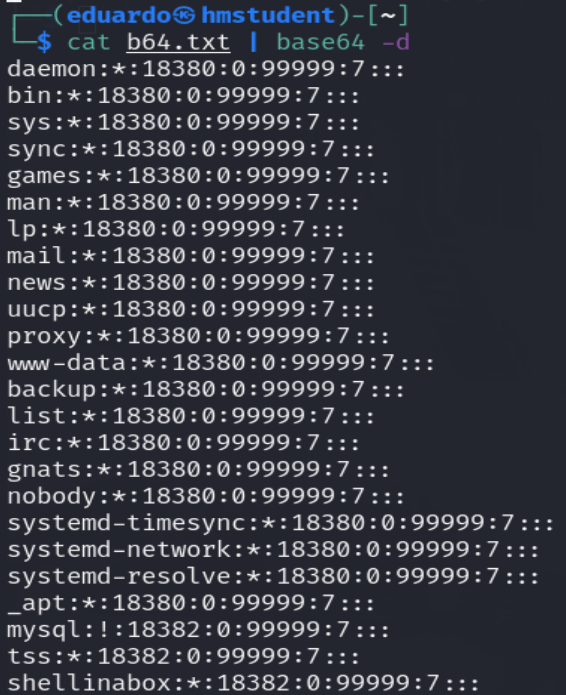 ┌──(eduardo㉿hmstudent)-[~]
└─$ cat b64.txt | base64 -d
daemon:*:18380:0:99999:7:::
bin:*:18380:0:99999:7:::
sys:*:18380:0:99999:7:::
sync:*:18380:0:99999:7:::
games:*:18380:0:99999:7:::
man:*:18380:0:99999:7:::
lp:*:18380:0:99999:7:::
mail:*:18380:0:99999:7:::
news:*:18380:0:99999:7:::
uucp:*:18380:0:99999:7:::
proxy:*:18380:0:99999:7:::
www-data:*:18380:0:99999:7:::
backup:*:18380:0:99999:7:::
list:*:18380:0:99999:7:::
irc:*:18380:0:99999:7:::
gnats:*:18380:0:99999:7:::
nobody:*:18380:0:99999:7:::
systemd-timesync:*:18380:0:99999:7:::
systemd-network:*:18380:0:99999:7:::
systemd-resolve:*:18380:0:99999:7:::
_apt:*:18380:0:99999:7:::
mysql:!:18382:0:99999:7:::
tss:*:18382:0:99999:7:::
shellinabox:*:18382:0:99999:7:::